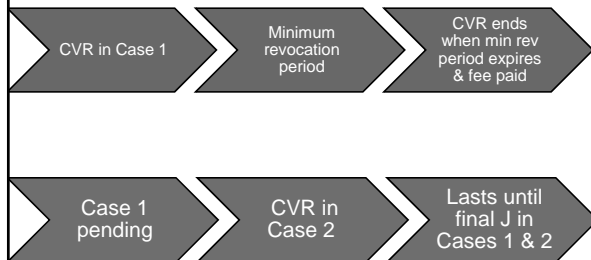 CVR in Case 1
Minimum
revocation
period
CVR ends
when min rev
period expires
& fee paid
Case 1
pending
CVR in
Case 2
Lasts until
final J in
Cases 1 & 2